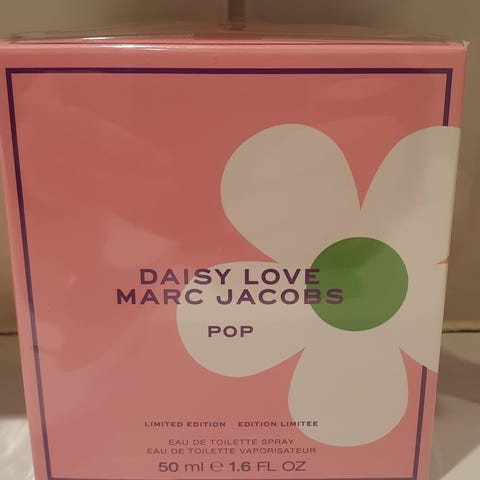 DAISY LOVE
MARC JACOBS
POP
LIMITED EDITION EDITION LIMITEE
EAU DE TOILETTE SPRAY
EAU DE TOILETTE VAPORISATEUR
50 ml ℮ 1.6 FL OZ